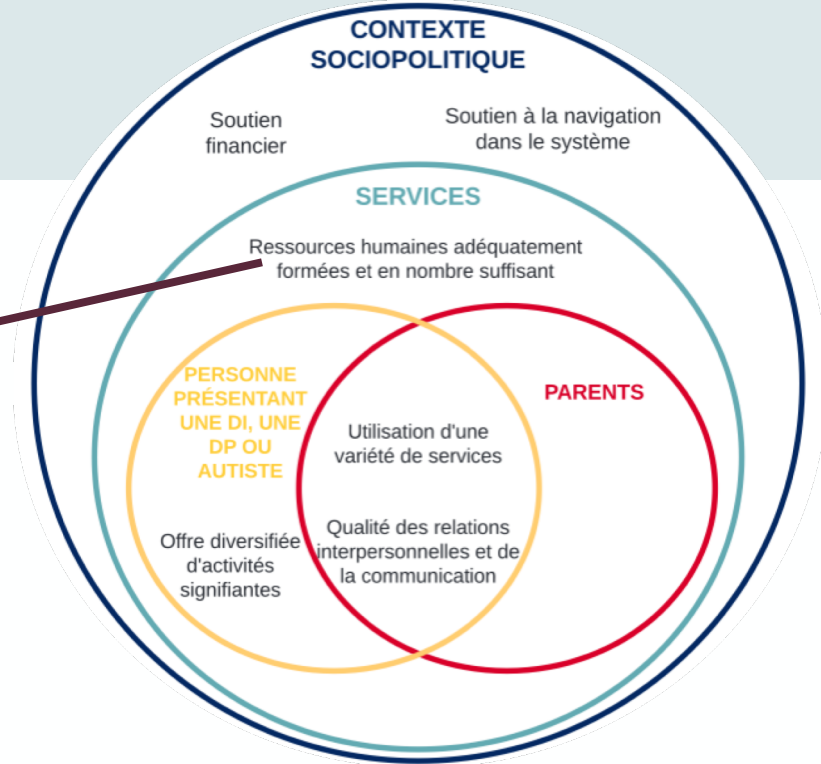 CONTEXTE
SOCIOPOLITIQUE
Soutien
financier
Soutien à la navigation
dans le système
SERVICES
Ressources humaines adéquatement
formées et en nombre suffisant
PERSONNE
PRÉSENTANT
UNE DI, UNE
DP OU
AUTISTE
PARENTS
Utilisation d'une
variété de services
Offre diversifiée
d'activités
signifiantes
Qualité des relations
interpersonnelles et de
la communication